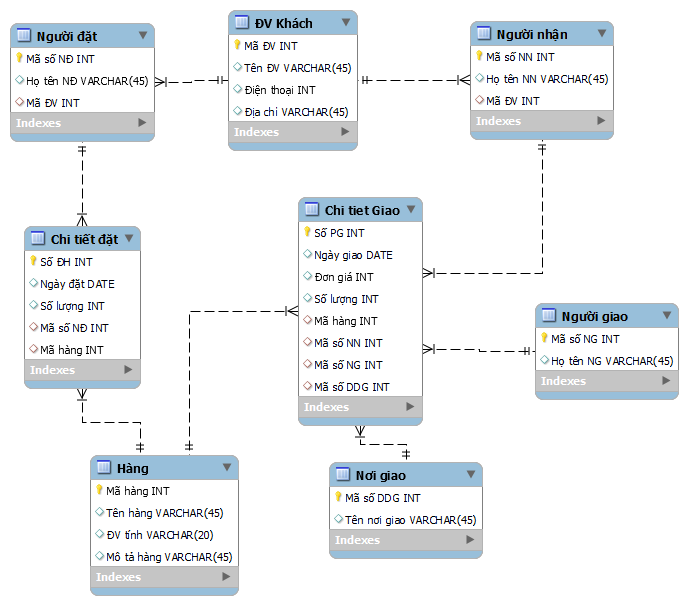 Người đặt
Mã số NĐ INT
Họ tên NĐ VARCHAR(45)
Mã ĐV INT
Indexes
ĐV Khách
Mã ĐV INT
Tên ĐV VARCHAR(45)
Điện thoại INT
Địa chỉ VARCHAR(45)
Indexes
Người nhận
Mã số NN INT
Họ tên NN VARCHAR(45)
Mã ĐV INT
Indexes
Chi tiết đặt
Số ĐH INT
Ngày đặt DATE
Số lượng INT
Mã số NĐ INT
Mã hàng INT
Indexes
Chi tiet Giao
Số PG INT
Ngày giao DATE
Đơn giá INT
Số lượng INT
Mã hàng INT
Mã số NN INT
Mã số NG INT
Mã số DDG INT
Indexes
Người giao
Mã số NG INT
Họ tên NG VARCHAR(45)
Indexes
Hàng
Mã hàng INT
Tên hàng VARCHAR(45)
ĐV tính VARCHAR(20)
Mô tả hàng VARCHAR(45)
Indexes
Nơi giao
Mã số DDG INT
Tên nơi giao VARCHAR(45)
Indexes